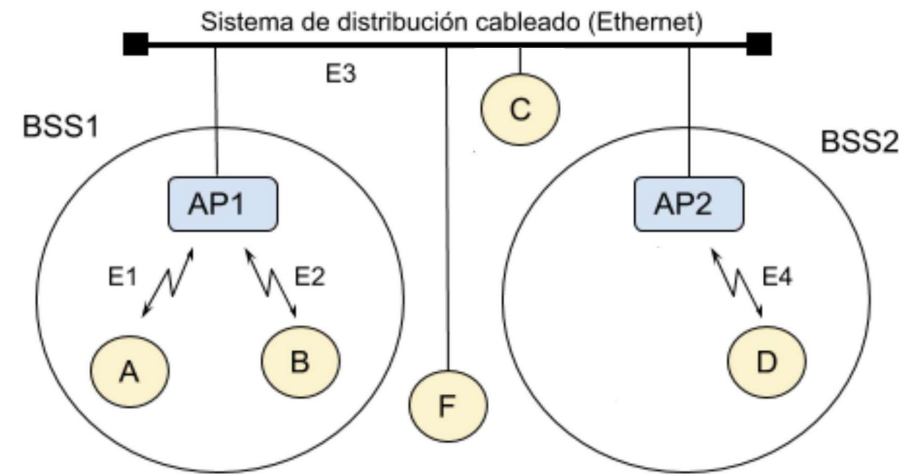 Sistema de distribución cableado (Ethernet)
E3
C
BSS1
BSS2
AP1
AP2
E1
E2
E4
A
B
D
F